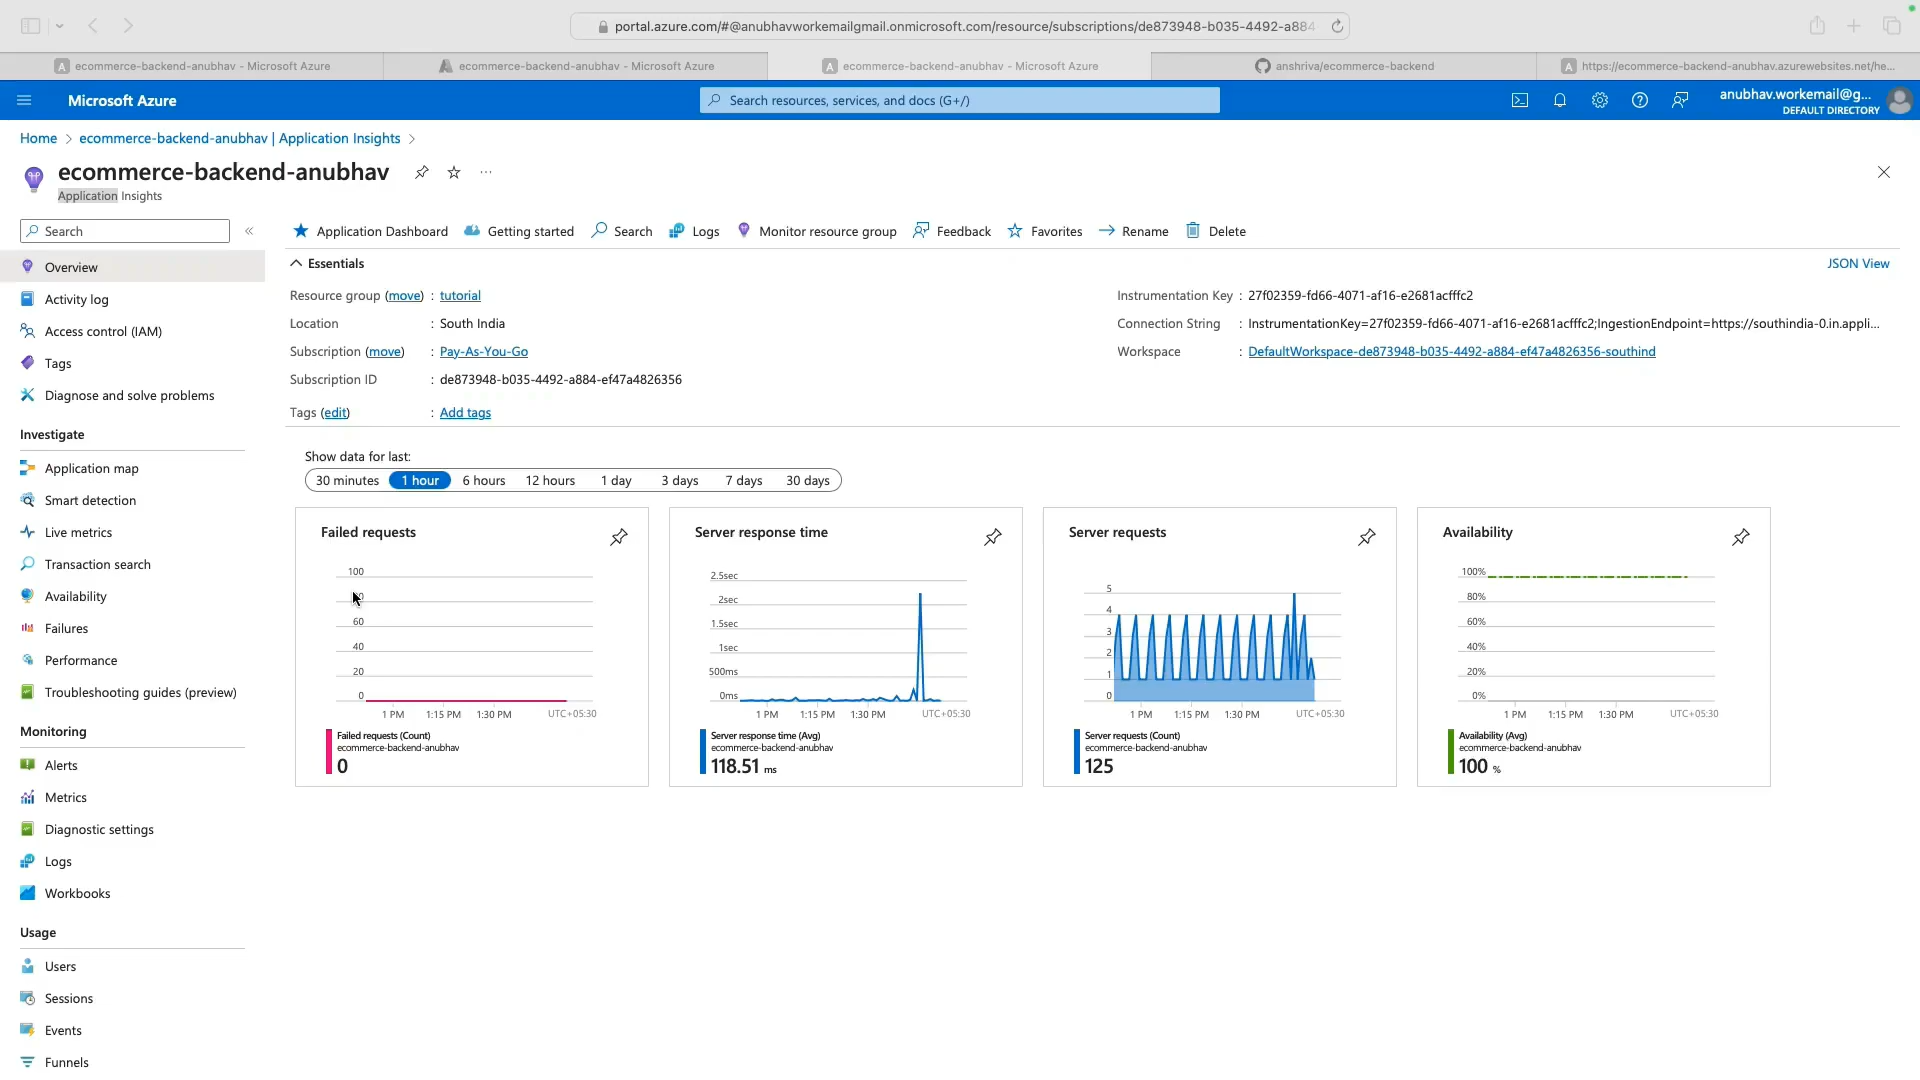 portal.azure.com/#@anubhavworkemailgmail.onmicrosoft.com/resource/subscriptions/de873948-b035-4492-a884
ecommerce-backend-anubhav - Microsoft Azure
ecommerce-backend-anubhav - Microsoft Azure
ecommerce-backend-anubhav - Microsoft Azure
anshriva/ecommerce-backend
https://ecommerce-backend-anubhav.azurewebsites.net/he...
Microsoft Azure
Search resources, services, and docs (G+/)
anubhav.workemail@g...
DEFAULT DIRECTORY
Home > ecommerce-backend-anubhav | Application Insights >
ecommerce-backend-anubhav
Application Insights
Search
Overview
Activity log
Access control (IAM)
Tags
Diagnose and solve problems
Investigate
Application map
Smart detection
Live metrics
Transaction search
Availability
Failures
Performance
Troubleshooting guides (preview)
Monitoring
Alerts
Metrics
Diagnostic settings
Logs
Workbooks
Usage
Users
Sessions
Events
Funnels
Application Dashboard
Getting started
Search
Logs
Monitor resource group
Feedback
Favorites
Rename
Delete
Essentials
JSON View
Resource group (move) : tutorial
Location : South India
Subscription (move) : Pay-As-You-Go
Subscription ID : de873948-b035-4492-a884-ef47a4826356
Tags (edit) : Add tags
Instrumentation Key : 27f02359-fd66-4071-af16-e2681acfffc2
Connection String : InstrumentationKey=27f02359-fd66-4071-af16-e2681acfffc2;IngestionEndpoint=https://southindia-0.in.appli...
Workspace : DefaultWorkspace-de873948-b035-4492-a884-ef47a4826356-southind
Show data for last:
30 minutes 1 hour 6 hours 12 hours 1 day 3 days 7 days 30 days
Failed requests
100
60
40
20
0
1 PM 1:15 PM 1:30 PM UTC+05:30
Failed requests (Count)
ecommerce-backend-anubhav
0
Server response time
2.5sec
2sec
1.5sec
1sec
500ms
0ms
1 PM 1:15 PM 1:30 PM UTC+05:30
Server response time (Avg)
ecommerce-backend-anubhav
118.51 ms
Server requests
5
4
3
2
1
0
1 PM 1:15 PM 1:30 PM UTC+05:30
Server requests (Count)
ecommerce-backend-anubhav
125
Availability
100%
80%
60%
40%
20%
0%
1 PM 1:15 PM 1:30 PM UTC+05:30
Availability (Avg)
ecommerce-backend-anubhav
100 %